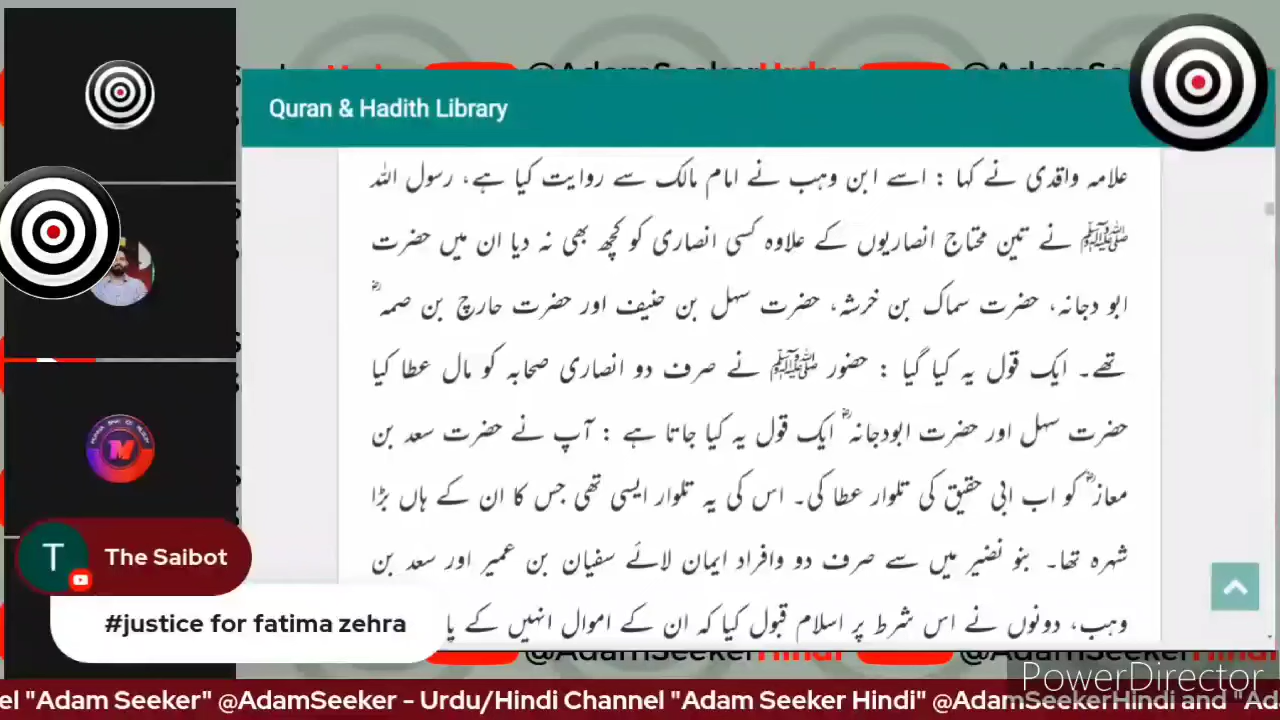 @AdamSeekerUrdu
Quran & Hadith Library
علامہ واقدی نے کہا : اسے ابن وہب نے امام مالک سے روایت کیا ہے، رسول اللہ
ﷺ نے تین محتاج انصاریوں کے علاوہ کسی انصاری کو کچھ بھی نہ دیا ان میں حضرت
ابو دجانہ، حضرت سماک بن خرشہ، حضرت سہل بن حنیف اور حضرت حارچ بن صمہ ؓ
تھے۔ ایک قول یہ کیا گیا : حضور ﷺ نے صرف دو انصاری صحابہ کو مال عطا کیا
حضرت سہل اور حضرت ابودجانہ ؓ ایک قول یہ کیا جاتا ہے : آپ نے حضرت سعد بن
معاز ؓ کو اب ابی حقیق کی تلوار عطا کی۔ اس کی یہ تلوار ایسی تھی جس کا ان کے ہاں بڑا
شہرہ تھا۔ بنو نضیر میں سے صرف دو وافراد ایمان لائے سفیان بن عمیر اور سعد بن
وہب، دونوں نے اس شرط پر اسلام قبول کیا کہ ان کے اموال انہیں کے پا
M
T
The Saibot
#justice for fatima zehra
PowerDirector
el "Adam Seeker" @AdamSeeker - Urdu/Hindi Channel "Adam Seeker Hindi" @AdamSeekerHindi and "Ad